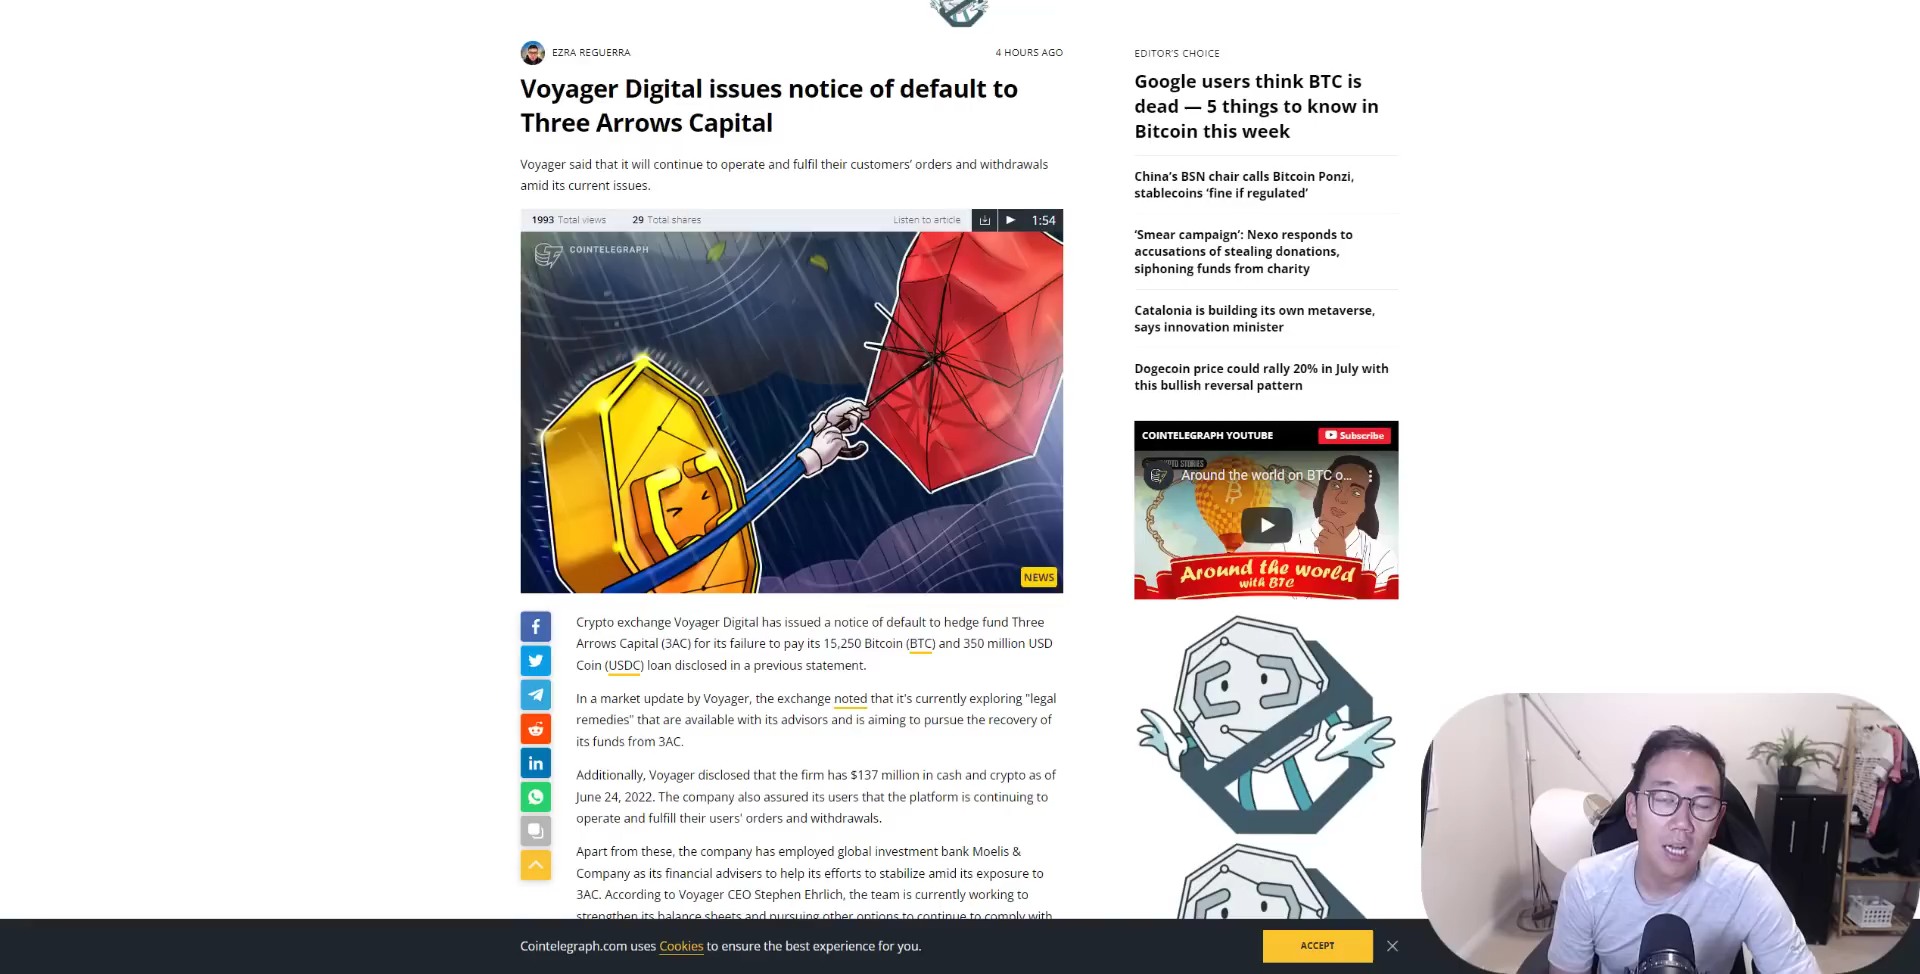 EZRA REGUERRA
4 HOURS AGO
Voyager Digital issues notice of default to
Three Arrows Capital
Voyager said that it will continue to operate and fulfil their customers’ orders and withdrawals
amid its current issues.
1993 Total views
29 Total shares
Listen to article
1:54
COINTELEGRAPH
NEWS
Crypto exchange Voyager Digital has issued a notice of default to hedge fund Three
Arrows Capital (3AC) for its failure to pay its 15,250 Bitcoin (BTC) and 350 million USD
Coin (USDC) loan disclosed in a previous statement.
In a market update by Voyager, the exchange noted that it's currently exploring "legal
remedies" that are available with its advisors and is aiming to pursue the recovery of
its funds from 3AC.
Additionally, Voyager disclosed that the firm has $137 million in cash and crypto as of
June 24, 2022. The company also assured its users that the platform is continuing to
operate and fulfill their users' orders and withdrawals.
Apart from these, the company has employed global investment bank Moelis &
Company as its financial advisers to help its efforts to stabilize amid its exposure to
3AC. According to Voyager CEO Stephen Ehrlich, the team is currently working to
strengthen its balance sheets and pursuing other options to continue to comply with
EDITOR'S CHOICE
Google users think BTC is
dead — 5 things to know in
Bitcoin this week
China’s BSN chair calls Bitcoin Ponzi,
stablecoins ‘fine if regulated’
‘Smear campaign’: Nexo responds to
accusations of stealing donations,
siphoning funds from charity
Catalonia is building its own metaverse,
says innovation minister
Dogecoin price could rally 20% in July with
this bullish reversal pattern
COINTELEGRAPH YOUTUBE
Subscribe
Around the world on BTC o...
Around the world
with BTC
Cointelegraph.com uses Cookies to ensure the best experience for you.
ACCEPT